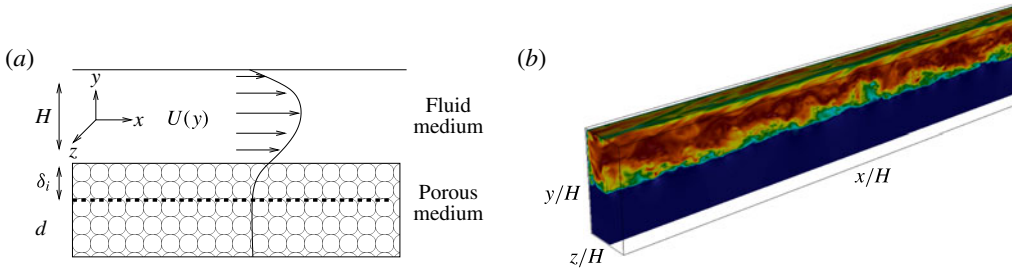 (a)
y
H
x
U(y)
z
Fluid
medium
δi
Porous
medium
d
(b)
y/H
x/H
z/H